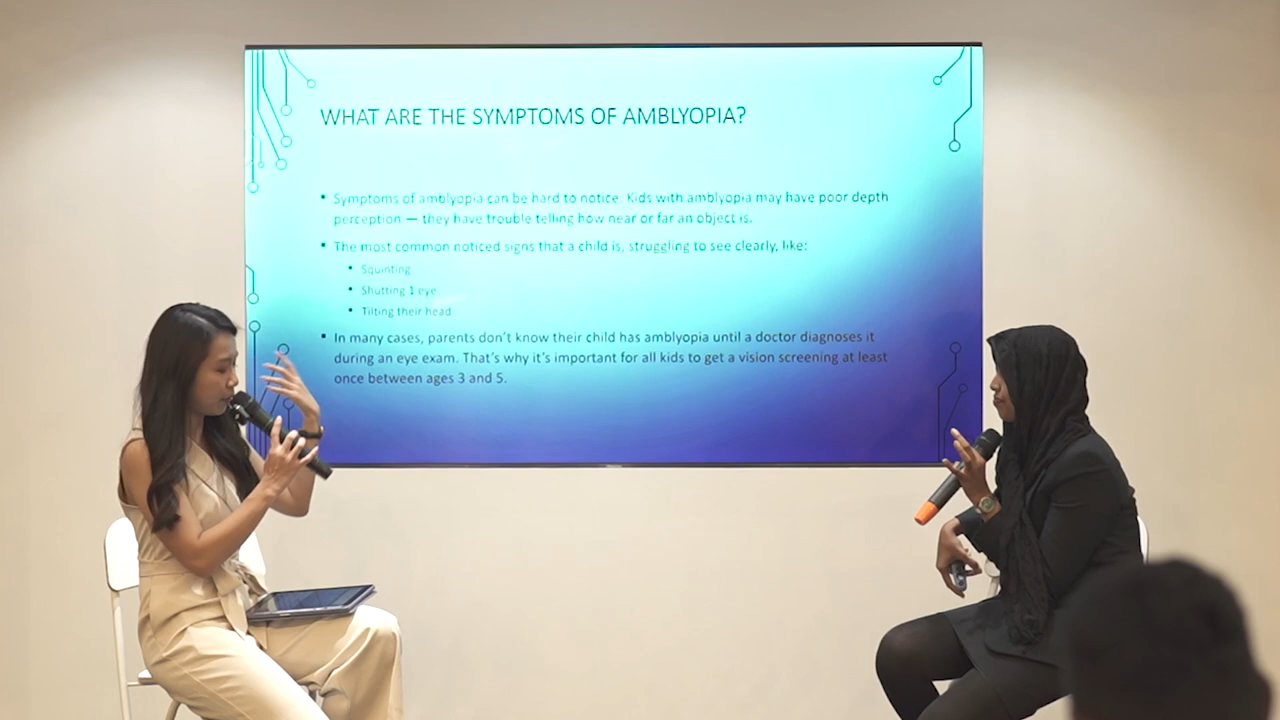 WHAT ARE THE SYMPTOMS OF AMBLYOPIA?
• Symptoms of amblyopia can be hard to notice. Kids with amblyopia may have poor depth
perception — they have trouble telling how near or far an object is.
• The most common noticed signs that a child is, struggling to see clearly, like:
• Squinting
• Shutting 1 eye
• Tilting their head
• In many cases, parents don't know their child has amblyopia until a doctor diagnoses it
during an eye exam. That's why it's important for all kids to get a vision screening at least
once between ages 3 and 5.